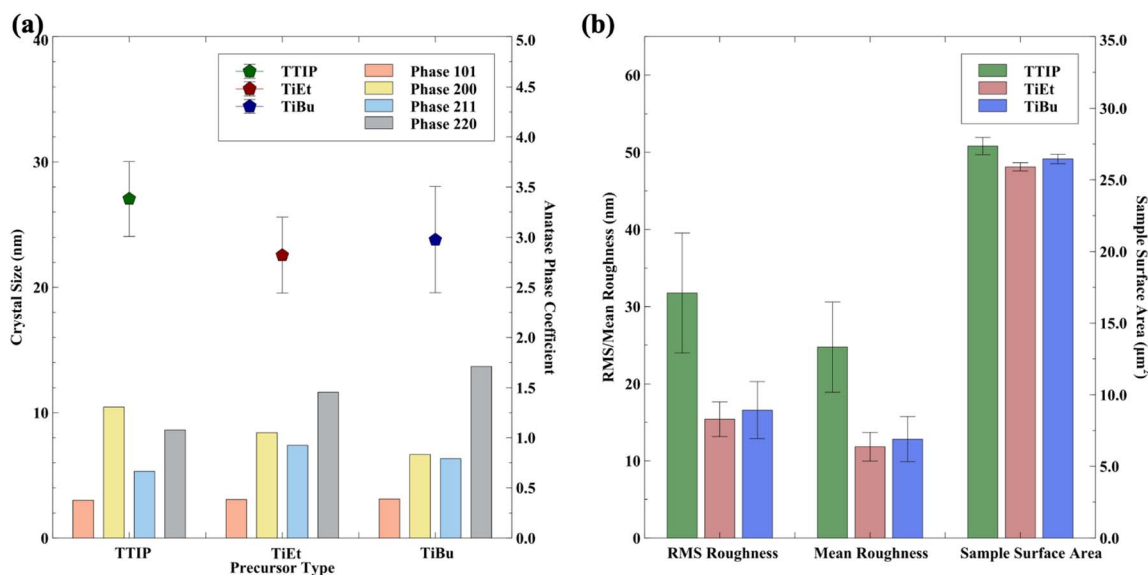 (a)
40
30
20
10
0
Crystal Size (nm)
TTIP
TiEt
TiBu
Phase 101
Phase 200
Phase 211
Phase 220
5.0
4.5
4.0
3.5
3.0
2.5
2.0
1.5
1.0
0.5
0.0
Anatase Phase Coefficient
TTIP
TiEt
TiBu
Precursor Type
(b)
60
50
40
30
20
10
0
RMS/Mean Roughness (nm)
TTIP
TiEt
TiBu
35.0
30.0
25.0
20.0
15.0
10.0
5.0
0.0
Sample Surface Area (μm²)
RMS Roughness
Mean Roughness
Sample Surface Area